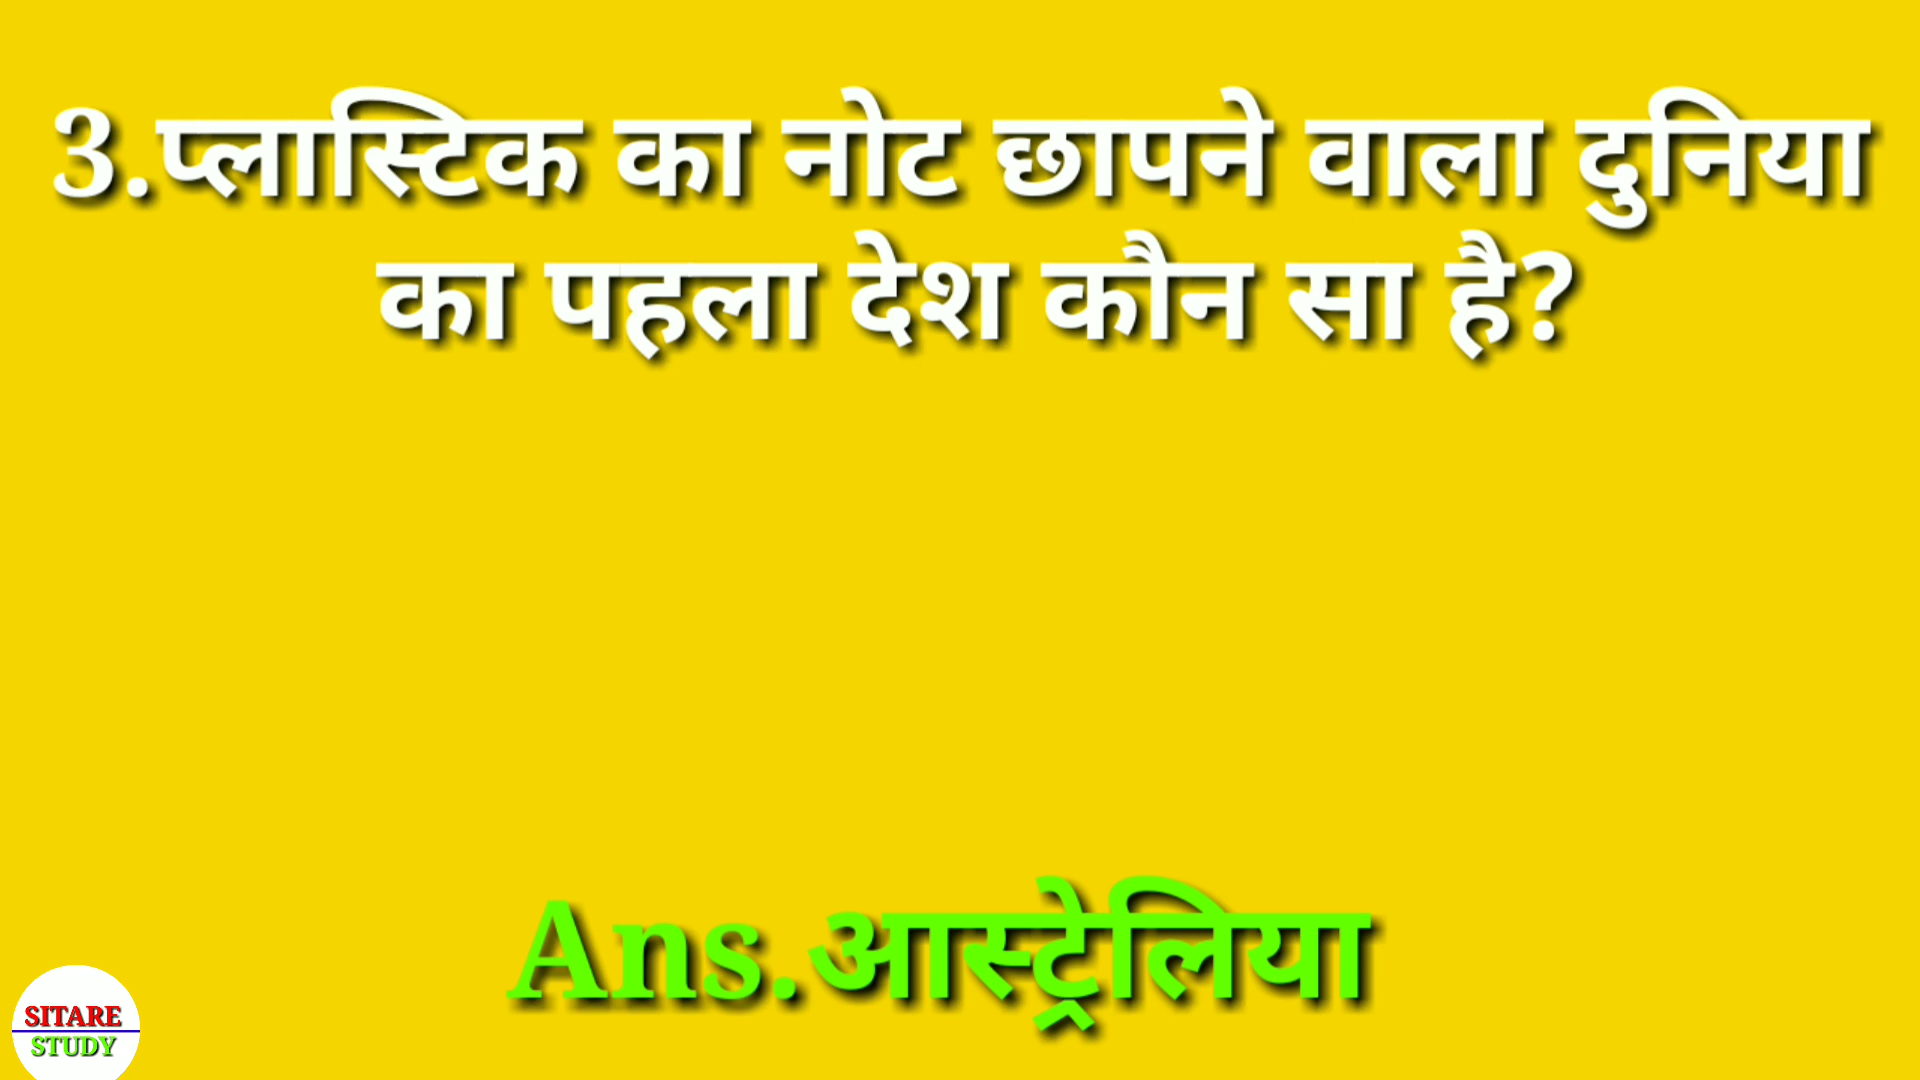 3.प्लास्टिक का नोट छापने वाला दुनिया
का पहला देश कौन सा है?
Ans.आस्ट्रेलिया
SITARE
STUDY